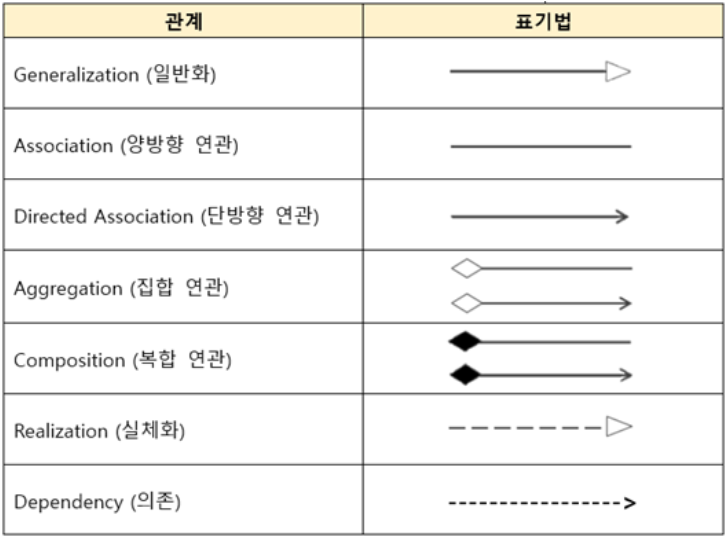 관계 표기법
Generalization (일반화)
Association (양방향 연관)
Directed Association (단방향 연관)
Aggregation (집합 연관)
Composition (복합 연관)
Realization (실체화)
Dependency (의존)